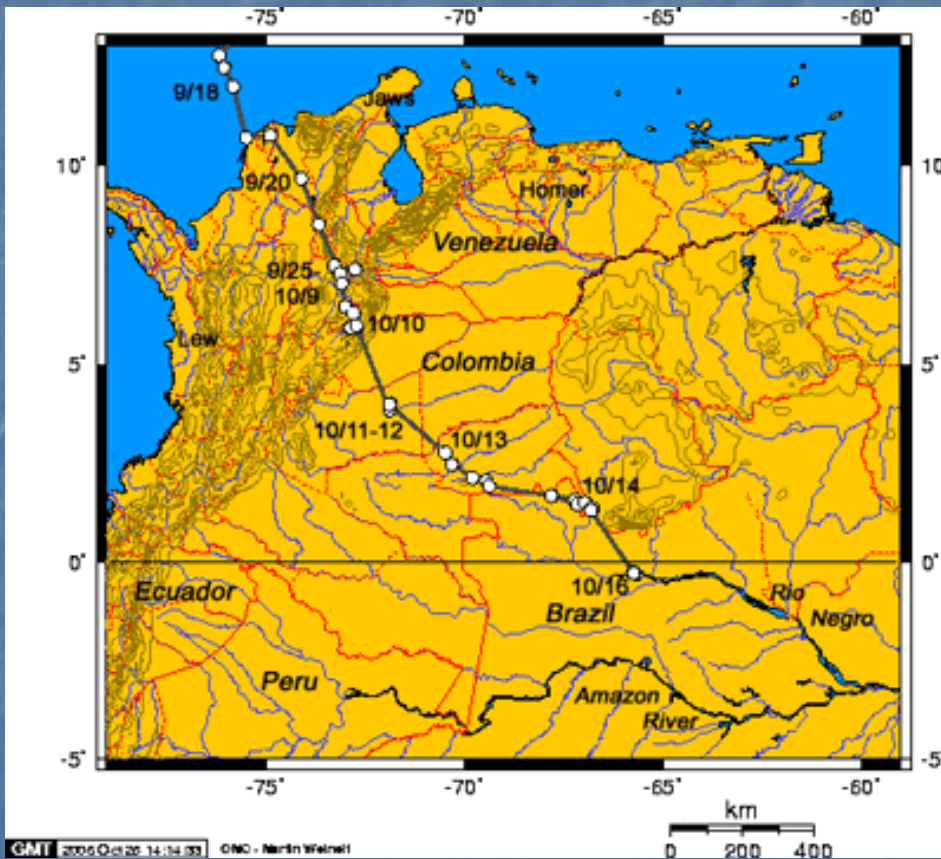 -75˚ -70˚ -65˚ -60˚
9/18
Jaws
10˚ 10˚
9/20
Homer
Venezuela
9/25-
10/9
10/10
Lew
5˚ 5˚
Colombia
10/11-12
10/13
10/14
0˚ 0˚
10/16
Ecuador
Brazil
Rio
Negro
Peru
Amazon
River
-5˚ -5˚
-75˚ -70˚ -65˚ -60˚
km
0 200 400
GMT OMC - Martin Weinelt